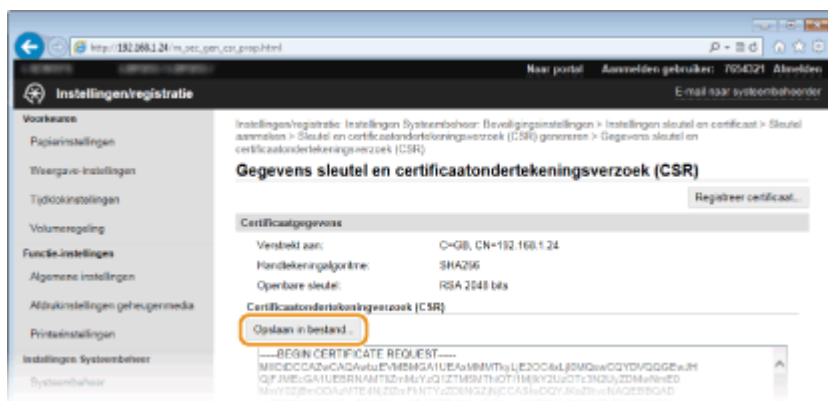 http://192.168.1.24/m_sec_gen_csr_prop.html
Naar portal Aanmelden gebruiker: 7654321 Afmelden
Instellingen/registratie
E-mail naar systeembeheerder
Voorkeuren
Papierinstellingen
Weergave-instellingen
Tijdklokinstellingen
Volumeregeling
Functie-instellingen
Algemene instellingen
Afdrukinstellingen geheugenmedia
Printerinstellingen
Instellingen Systeembeheer
Systeembeheer
Instellingen/registratie: Instellingen Systeembeheer: Beveiligingsinstellingen > Instellingen sleutel en certificaat > Sleutel
aanmaken > Sleutel en certificaatondertekeningsverzoek (CSR) genereren > Gegevens sleutel en
certificaatondertekeningsverzoek (CSR)
Gegevens sleutel en certificaatondertekeningsverzoek (CSR)
Registreer certificaat...
Certificaatgegevens
Verstrekt aan: C=GB, CN=192.168.1.24
Handtekeningalgoritme: SHA256
Openbare sleutel: RSA 2048 bits
Certificaatondertekeningverzoek (CSR)
Opslaan in bestand...
-----BEGIN CERTIFICATE REQUEST-----